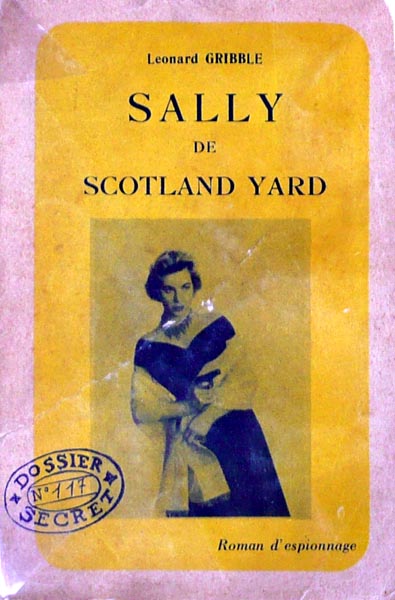 Leonard GRIBBLE
SALLY
DE
SCOTLAND YARD
DOSSIER
N° 117
SECRET
Roman d'espionnage